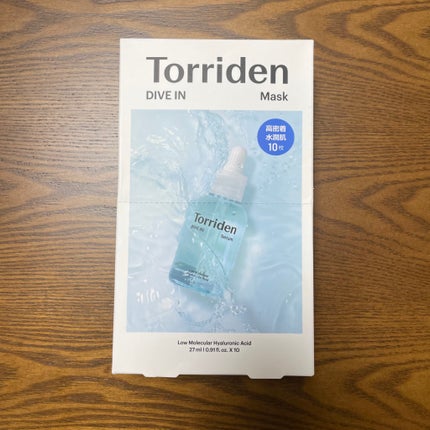 Torriden
DIVE IN Mask
高密着
水潤肌
10枚
Torriden
DIVE IN Serum
Low Molecular Hyaluronic Acid
27 ml l 0.91 fl. oz. X 10